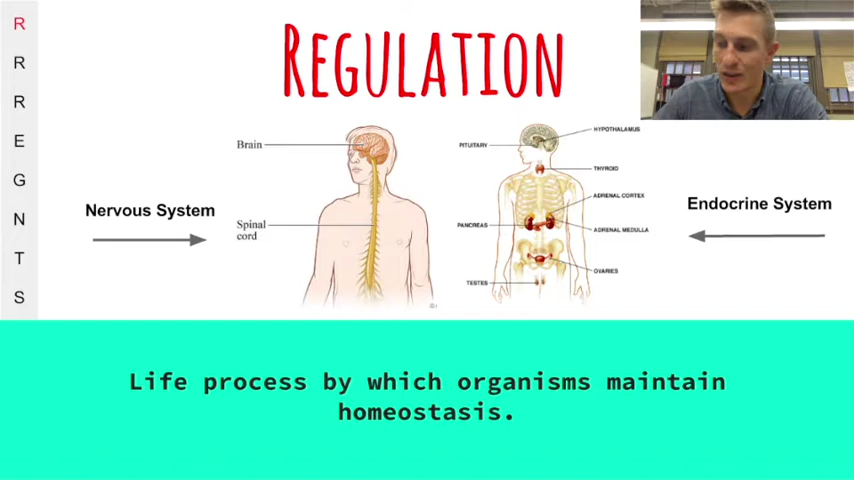 R
R
R
E
G
N
T
S
REGULATION
Brain
Spinal
cord
Nervous System
HYPOTHALAMUS
PITUITARY
THYROID
ADRENAL CORTEX
PANCREAS
ADRENAL MEDULLA
OVARIES
TESTES
Endocrine System
Life process by which organisms maintain
homeostasis.